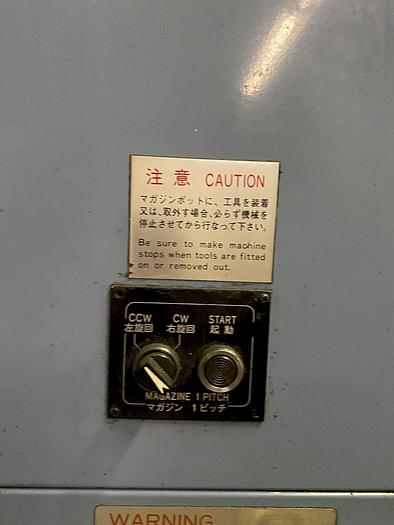 注意 CAUTION
マガジンポットに、工具を装着
又は、取外す場合、必らず機械を
停止させてから行なって下さい。
Be sure to make machine
stops when tools are fitted
on or removed out.
CCW CW START
左旋回 右旋回 起動
MAGAZINE 1 PITCH
マガジン 1ピッチ
WARNING